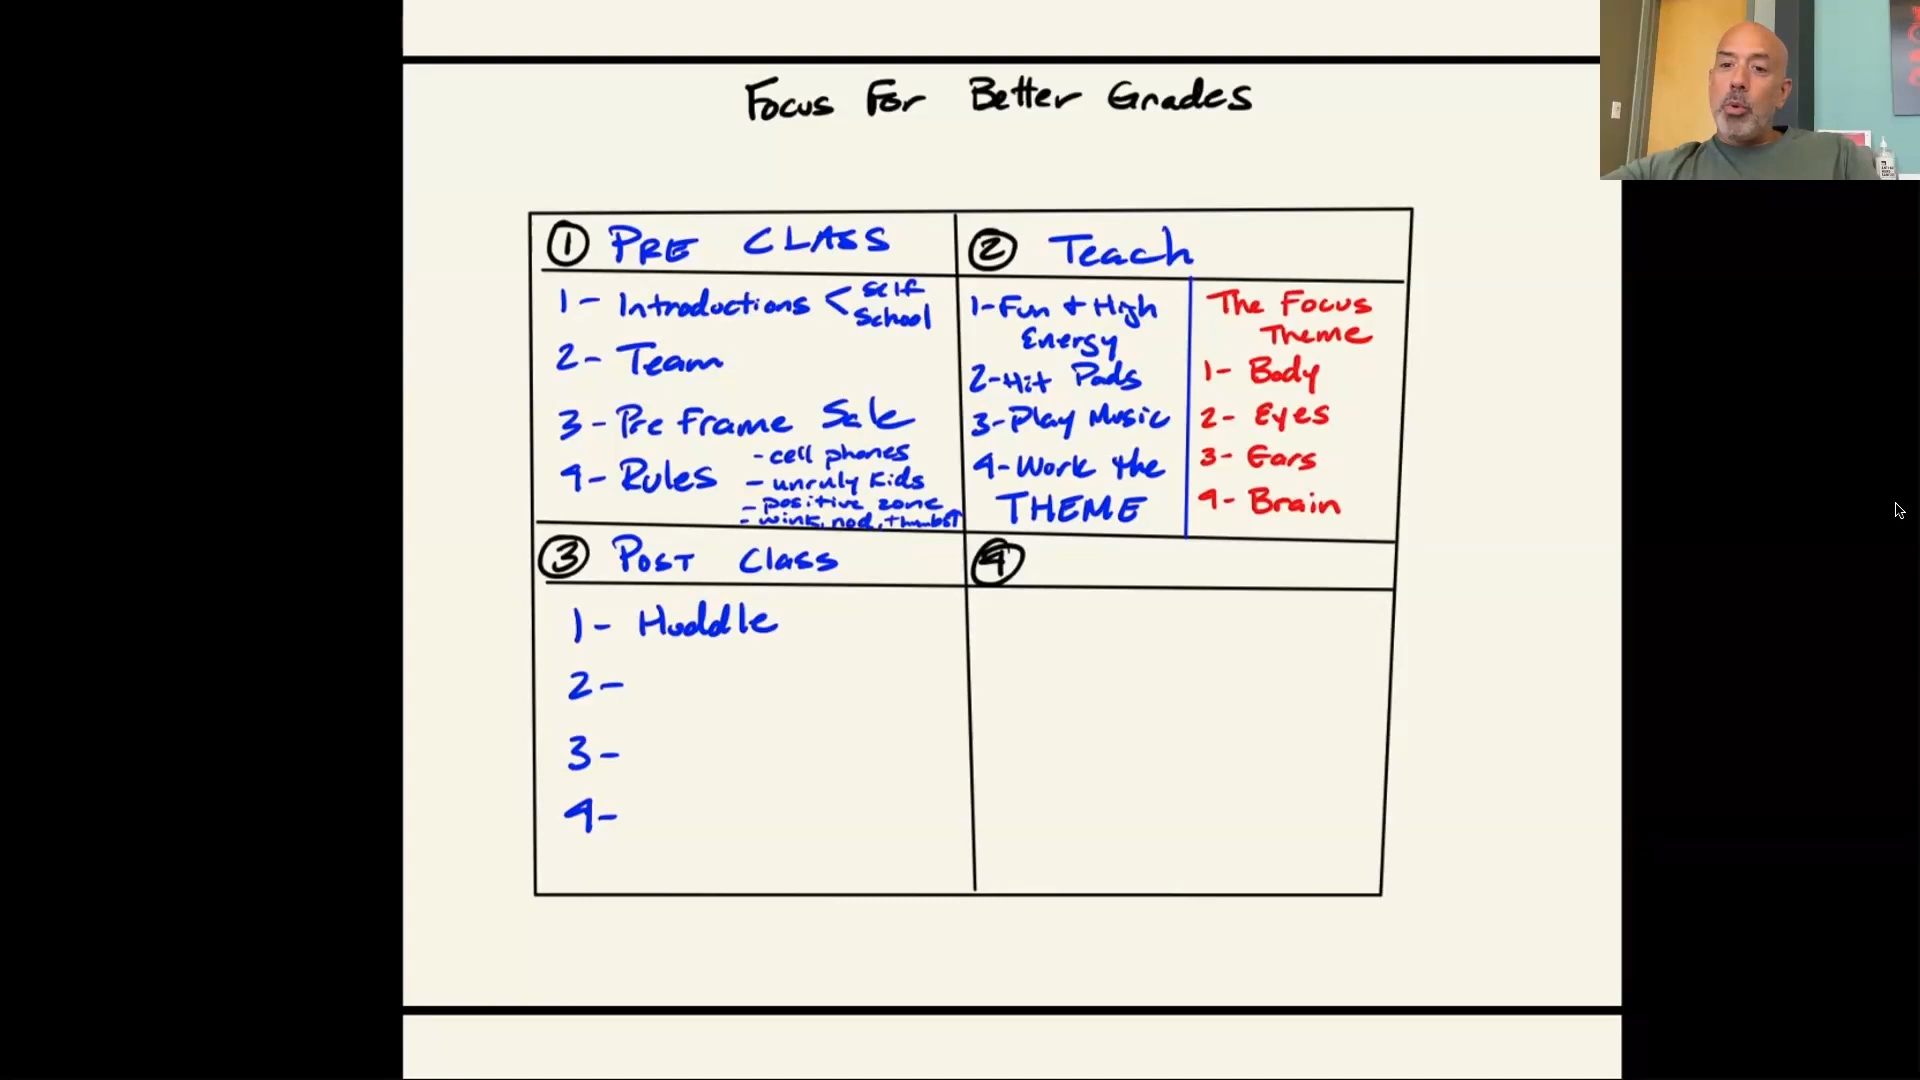 Focus For Better Grades
① PRE CLASS
1- Introductions < self
school
2- Team
3- Pre Frame Sale
4- Rules
- cell phones
- unruly kids
- positive zone
- wink, nod, thumbs↑
② Teach
1- Fun + High
Energy
2- Hit Pads
3- Play Music
4- Work the
THEME
The Focus
Theme
1- Body
2- Eyes
3- Ears
4- Brain
③ Post Class
1- Huddle
2-
3-
4-
④